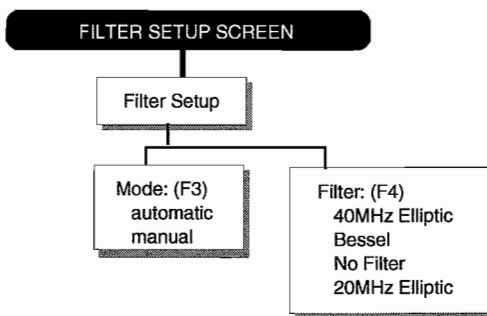 FILTER SETUP SCREEN
Filter Setup
Mode: (F3)
automatic
manual
Filter: (F4)
40MHz Elliptic
Bessel
No Filter
20MHz Elliptic